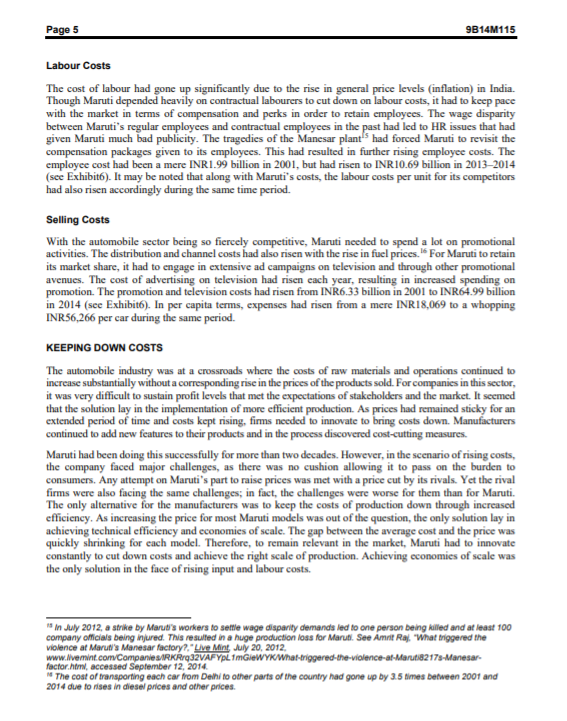 Page 5
9B14M115
Labour Costs
The cost of labour had gone up significantly due to the rise in general price levels (inflation) in India.
Though Maruti depended heavily on contractual labourers to cut down on labour costs, it had to keep pace
with the market in terms of compensation and perks in order to retain employees. The wage disparity
between Maruti's regular employees and contractual employees in the past had led to HR issues that had
given Maruti much bad publicity. The tragedies of the Manesar plant15 had forced Maruti to revisit the
compensation packages given to its employees. This had resulted in further rising employee costs. The
employee cost had been a mere INR1.99 billion in 2001, but had risen to INR10.69 billion in 2013–2014
(see Exhibit6). It may be noted that along with Maruti's costs, the labour costs per unit for its competitors
had also risen accordingly during the same time period.
Selling Costs
With the automobile sector being so fiercely competitive, Maruti needed to spend a lot on promotional
activities. The distribution and channel costs had also risen with the rise in fuel prices.16 For Maruti to retain
its market share, it had to engage in extensive ad campaigns on television and through other promotional
avenues. The cost of advertising on television had risen each year, resulting in increased spending on
promotion. The promotion and television costs had risen from INR6.33 billion in 2001 to INR64.99 billion
in 2014 (see Exhibit6). In per capita terms, expenses had risen from a mere INR18,069 to a whopping
INR56,266 per car during the same period.
KEEPING DOWN COSTS
The automobile industry was at a crossroads where the costs of raw materials and operations continued to
increase substantially without a corresponding rise in the prices of the products sold. For companies in this sector,
it was very difficult to sustain profit levels that met the expectations of stakeholders and the market. It seemed
that the solution lay in the implementation of more efficient production. As prices had remained sticky for an
extended period of time and costs kept rising, firms needed to innovate to bring costs down. Manufacturers
continued to add new features to their products and in the process discovered cost-cutting measures.
Maruti had been doing this successfully for more than two decades. However, in the scenario of rising costs,
the company faced major challenges, as there was no cushion allowing it to pass on the burden to
consumers. Any attempt on Maruti's part to raise prices was met with a price cut by its rivals. Yet the rival
firms were also facing the same challenges; in fact, the challenges were worse for them than for Maruti.
The only alternative for the manufacturers was to keep the costs of production down through increased
efficiency. As increasing the price for most Maruti models was out of the question, the only solution lay in
achieving technical efficiency and economies of scale. The gap between the average cost and the price was
quickly shrinking for each model. Therefore, to remain relevant in the market, Maruti had to innovate
constantly to cut down costs and achieve the right scale of production. Achieving economies of scale was
the only solution in the face of rising input and labour costs.
15 In July 2012, a strike by Maruti's workers to settle wage disparity demands led to one person being killed and at least 100
company officials being injured. This resulted in a huge production loss for Maruti. See Amrit Raj, "What triggered the
violence at Maruti's Manesar factory?," Live Mint, July 20, 2012,
www.livemint.com/Companies/IRKRrq32VAFYpL1mGieWYK/What-triggered-the-violence-at-Maruti8217s-Manesar-
factor.html, accessed September 12, 2014.
16 The cost of transporting each car from Delhi to other parts of the country had gone up by 3.5 times between 2001 and
2014 due to rises in diesel prices and other prices.